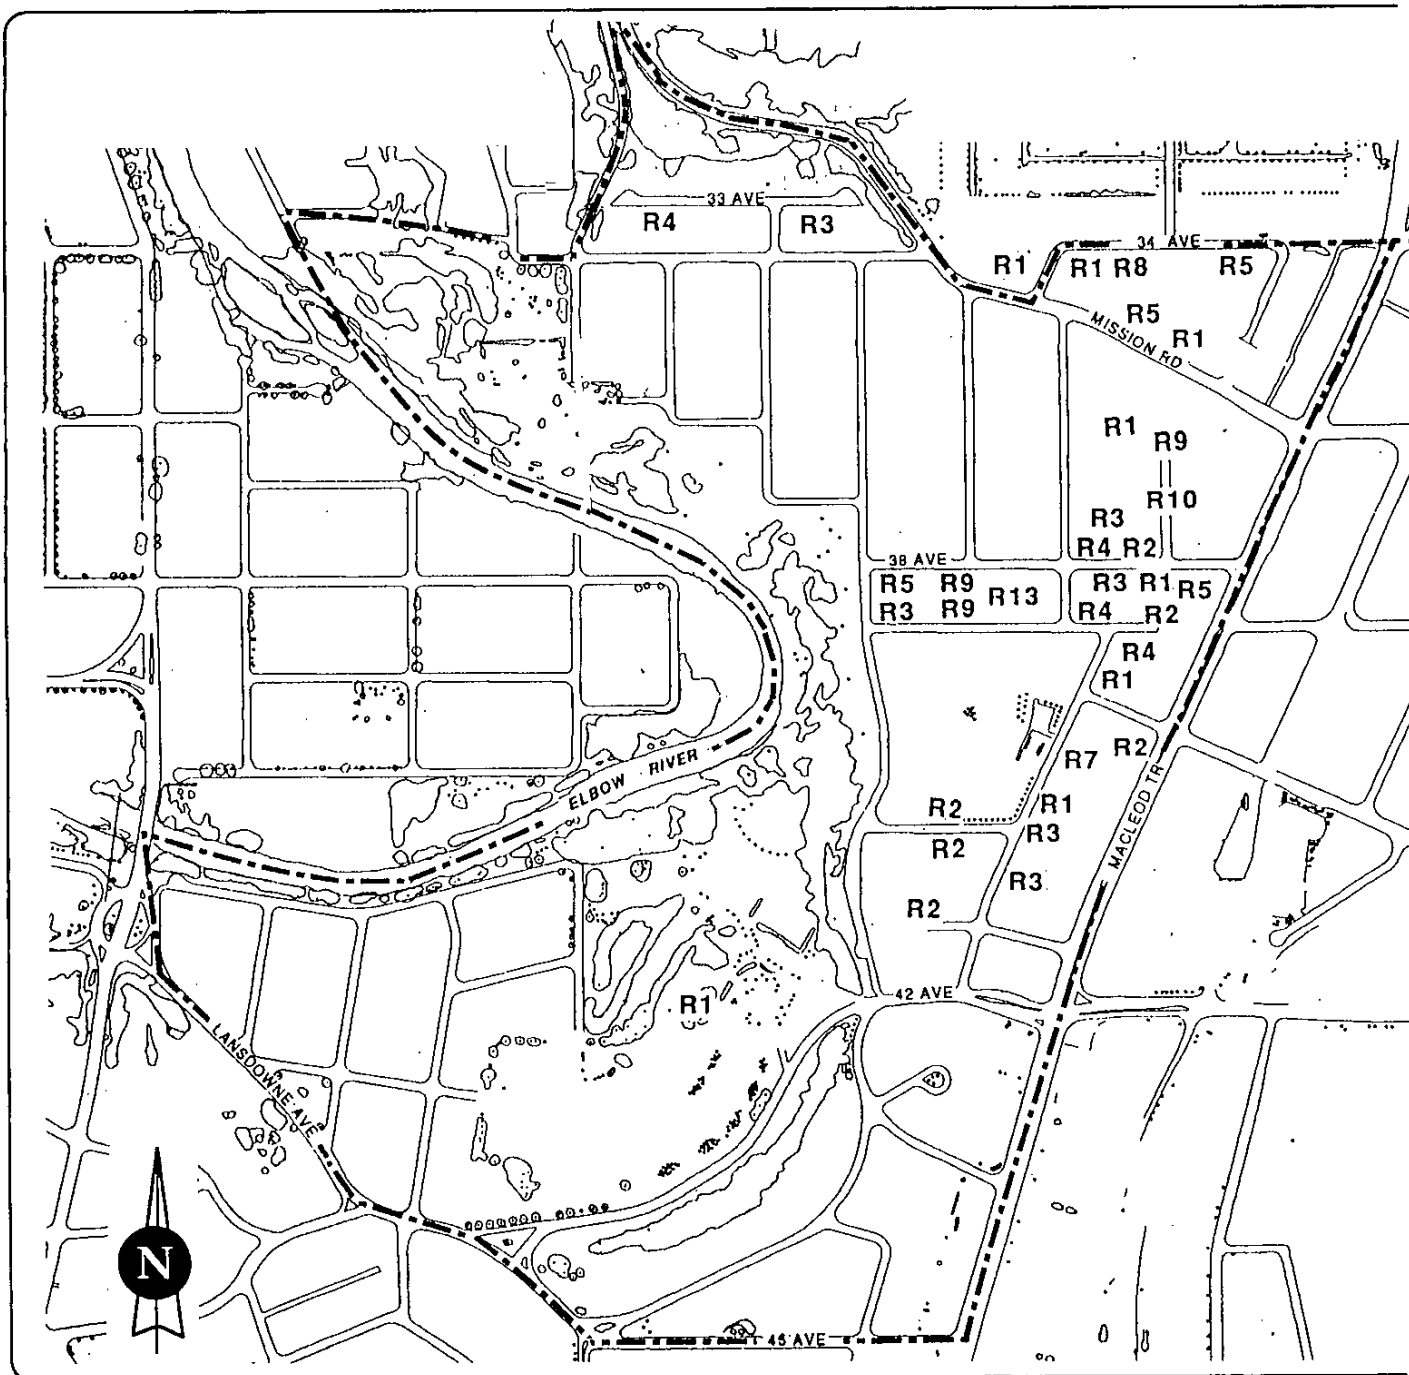 33 AVE
R4 R3
34 AVE
R1 R1 R8 R5
R5
MISSION RD
R1
R1
R9
R10
R3
R4 R2
38 AVE
R5 R9 R13 R3 R1 R5
R3 R9 R4 R2
R4
R1
R2
R7
ELBOW RIVER
MACLEOD TR
R2 R1
R3
R2
R3
R2
42 AVE
R1
LANSDOWNE AVE
N
45 AVE